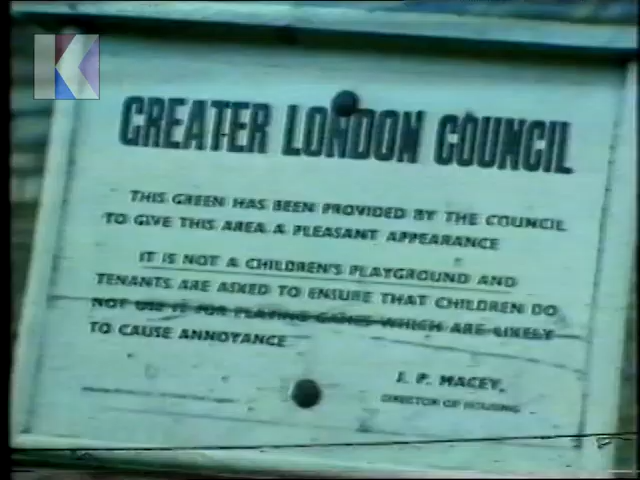 K
GREATER LONDON COUNCIL
THIS GREEN HAS BEEN PROVIDED BY THE COUNCIL
TO GIVE THIS AREA A PLEASANT APPEARANCE
IT IS NOT A CHILDREN'S PLAYGROUND AND
TENANTS ARE ASKED TO ENSURE THAT CHILDREN DO
NOT USE IT FOR PLAYING GAMES WHICH ARE LIKELY
TO CAUSE ANNOYANCE
J. P. MACEY,
DIRECTOR OF HOUSING